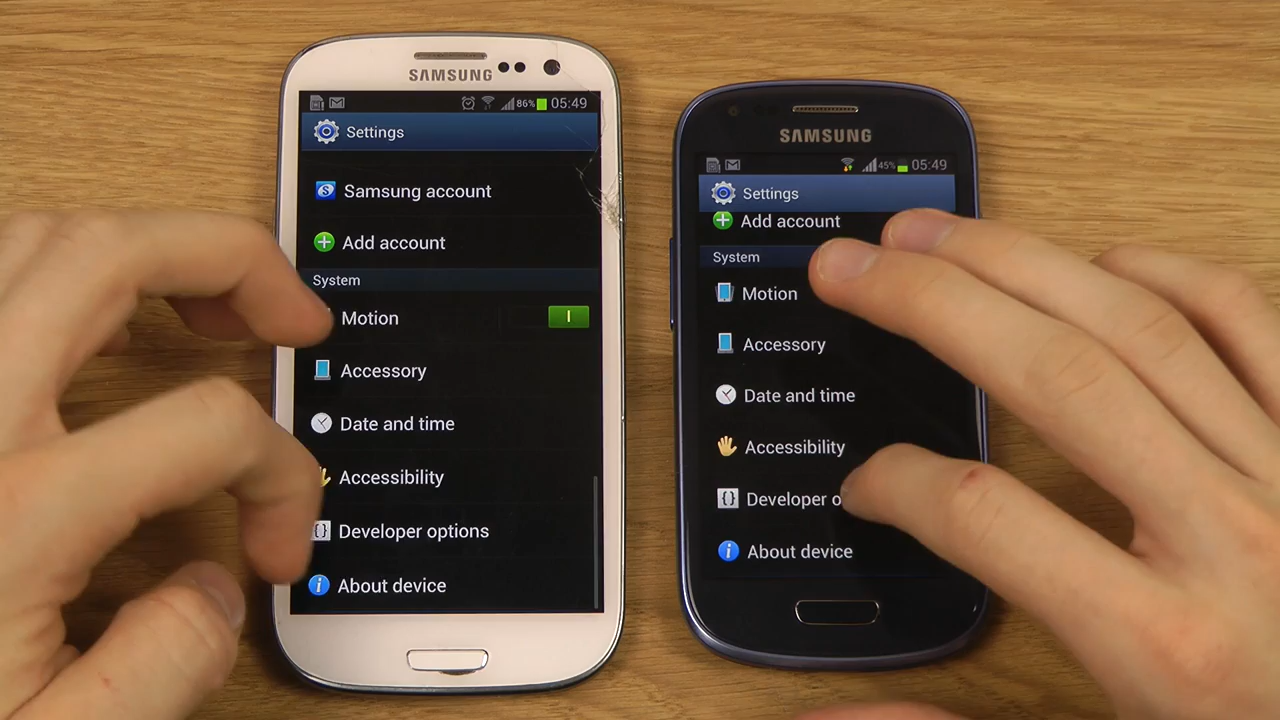 SAMSUNG
86% 05:49
Settings
Samsung account
Add account
System
Motion
Accessory
Date and time
Accessibility
Developer options
About device
SAMSUNG
45% 05:49
Settings
Add account
System
Motion
Accessory
Date and time
Accessibility
Developer o
About device